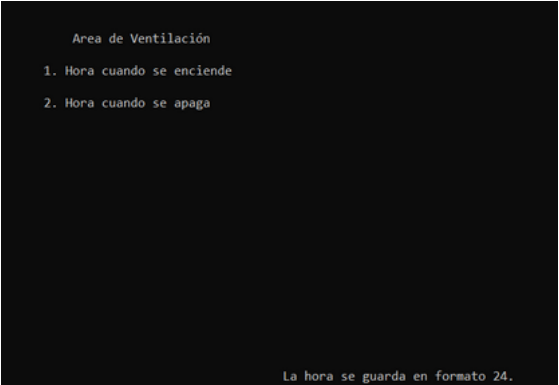 Area de Ventilación
1. Hora cuando se enciende
2. Hora cuando se apaga
La hora se guarda en formato 24.